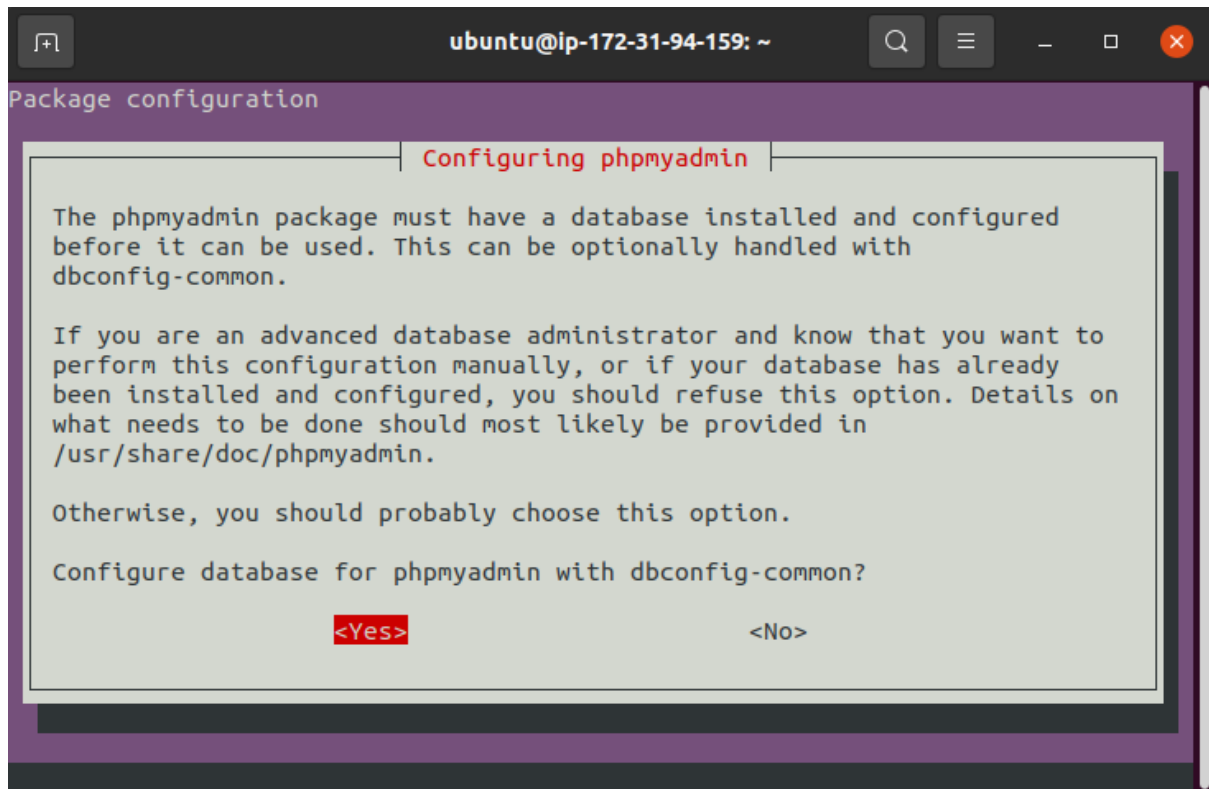 ubuntu@ip-172-31-94-159: ~
Package configuration
Configuring phpmyadmin
The phpmyadmin package must have a database installed and configured
before it can be used. This can be optionally handled with
dbconfig-common.
If you are an advanced database administrator and know that you want to
perform this configuration manually, or if your database has already
been installed and configured, you should refuse this option. Details on
what needs to be done should most likely be provided in
/usr/share/doc/phpmyadmin.
Otherwise, you should probably choose this option.
Configure database for phpmyadmin with dbconfig-common?
<Yes> <No>